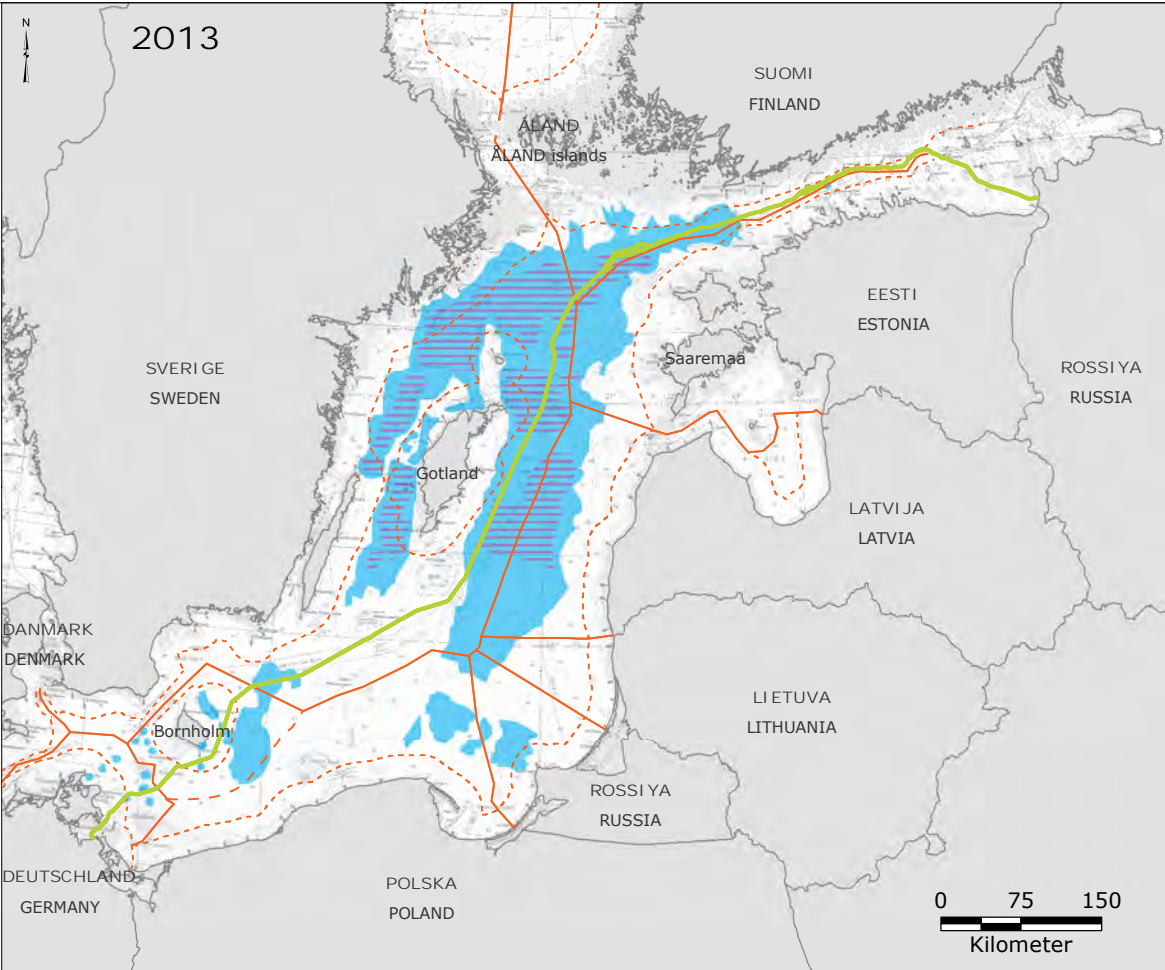 N
2013
SUOMI
FINLAND
ÅLAND
ÅLAND islands
EESTI
ESTONIA
Saaremaa
ROSSIYA
RUSSIA
SVERIGE
SWEDEN
Gotland
LATVIJA
LATVIA
DANMARK
DENMARK
LIETUVA
LITHUANIA
Bornholm
ROSSIYA
RUSSIA
DEUTSCHLAND
GERMANY
POLSKA
POLAND
0 75 150
Kilometer